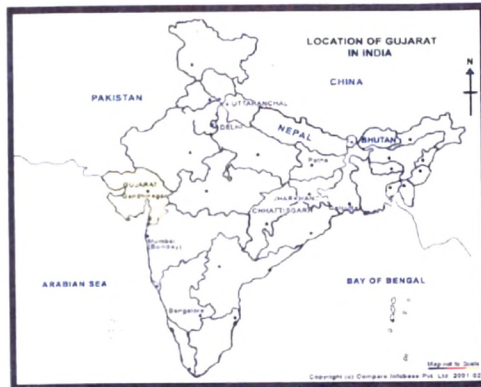 LOCATION OF GUJARAT
IN INDIA
N
CHINA
PAKISTAN
UTTARANCHAL
DELHI
NEPAL
BHUTAN
Patna
GUJARAT
Gandhinagar
JHARKHAND
CHHATTISGARH
Mumbai
(Bombay)
ARABIAN SEA
BAY OF BENGAL
Bangalore
Map not to Scale
Copyright (c) Compare Infobase Pvt. Ltd. 2001-02